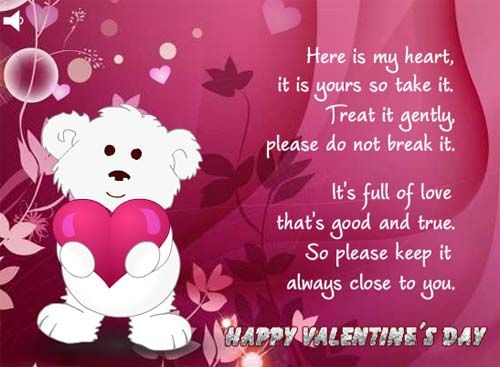 Here is my heart,
it is yours so take it.
Treat it gently,
please do not break it.
It's full of love
that's good and true.
So please keep it
always close to you.
HAPPY VALENTINE'S DAY